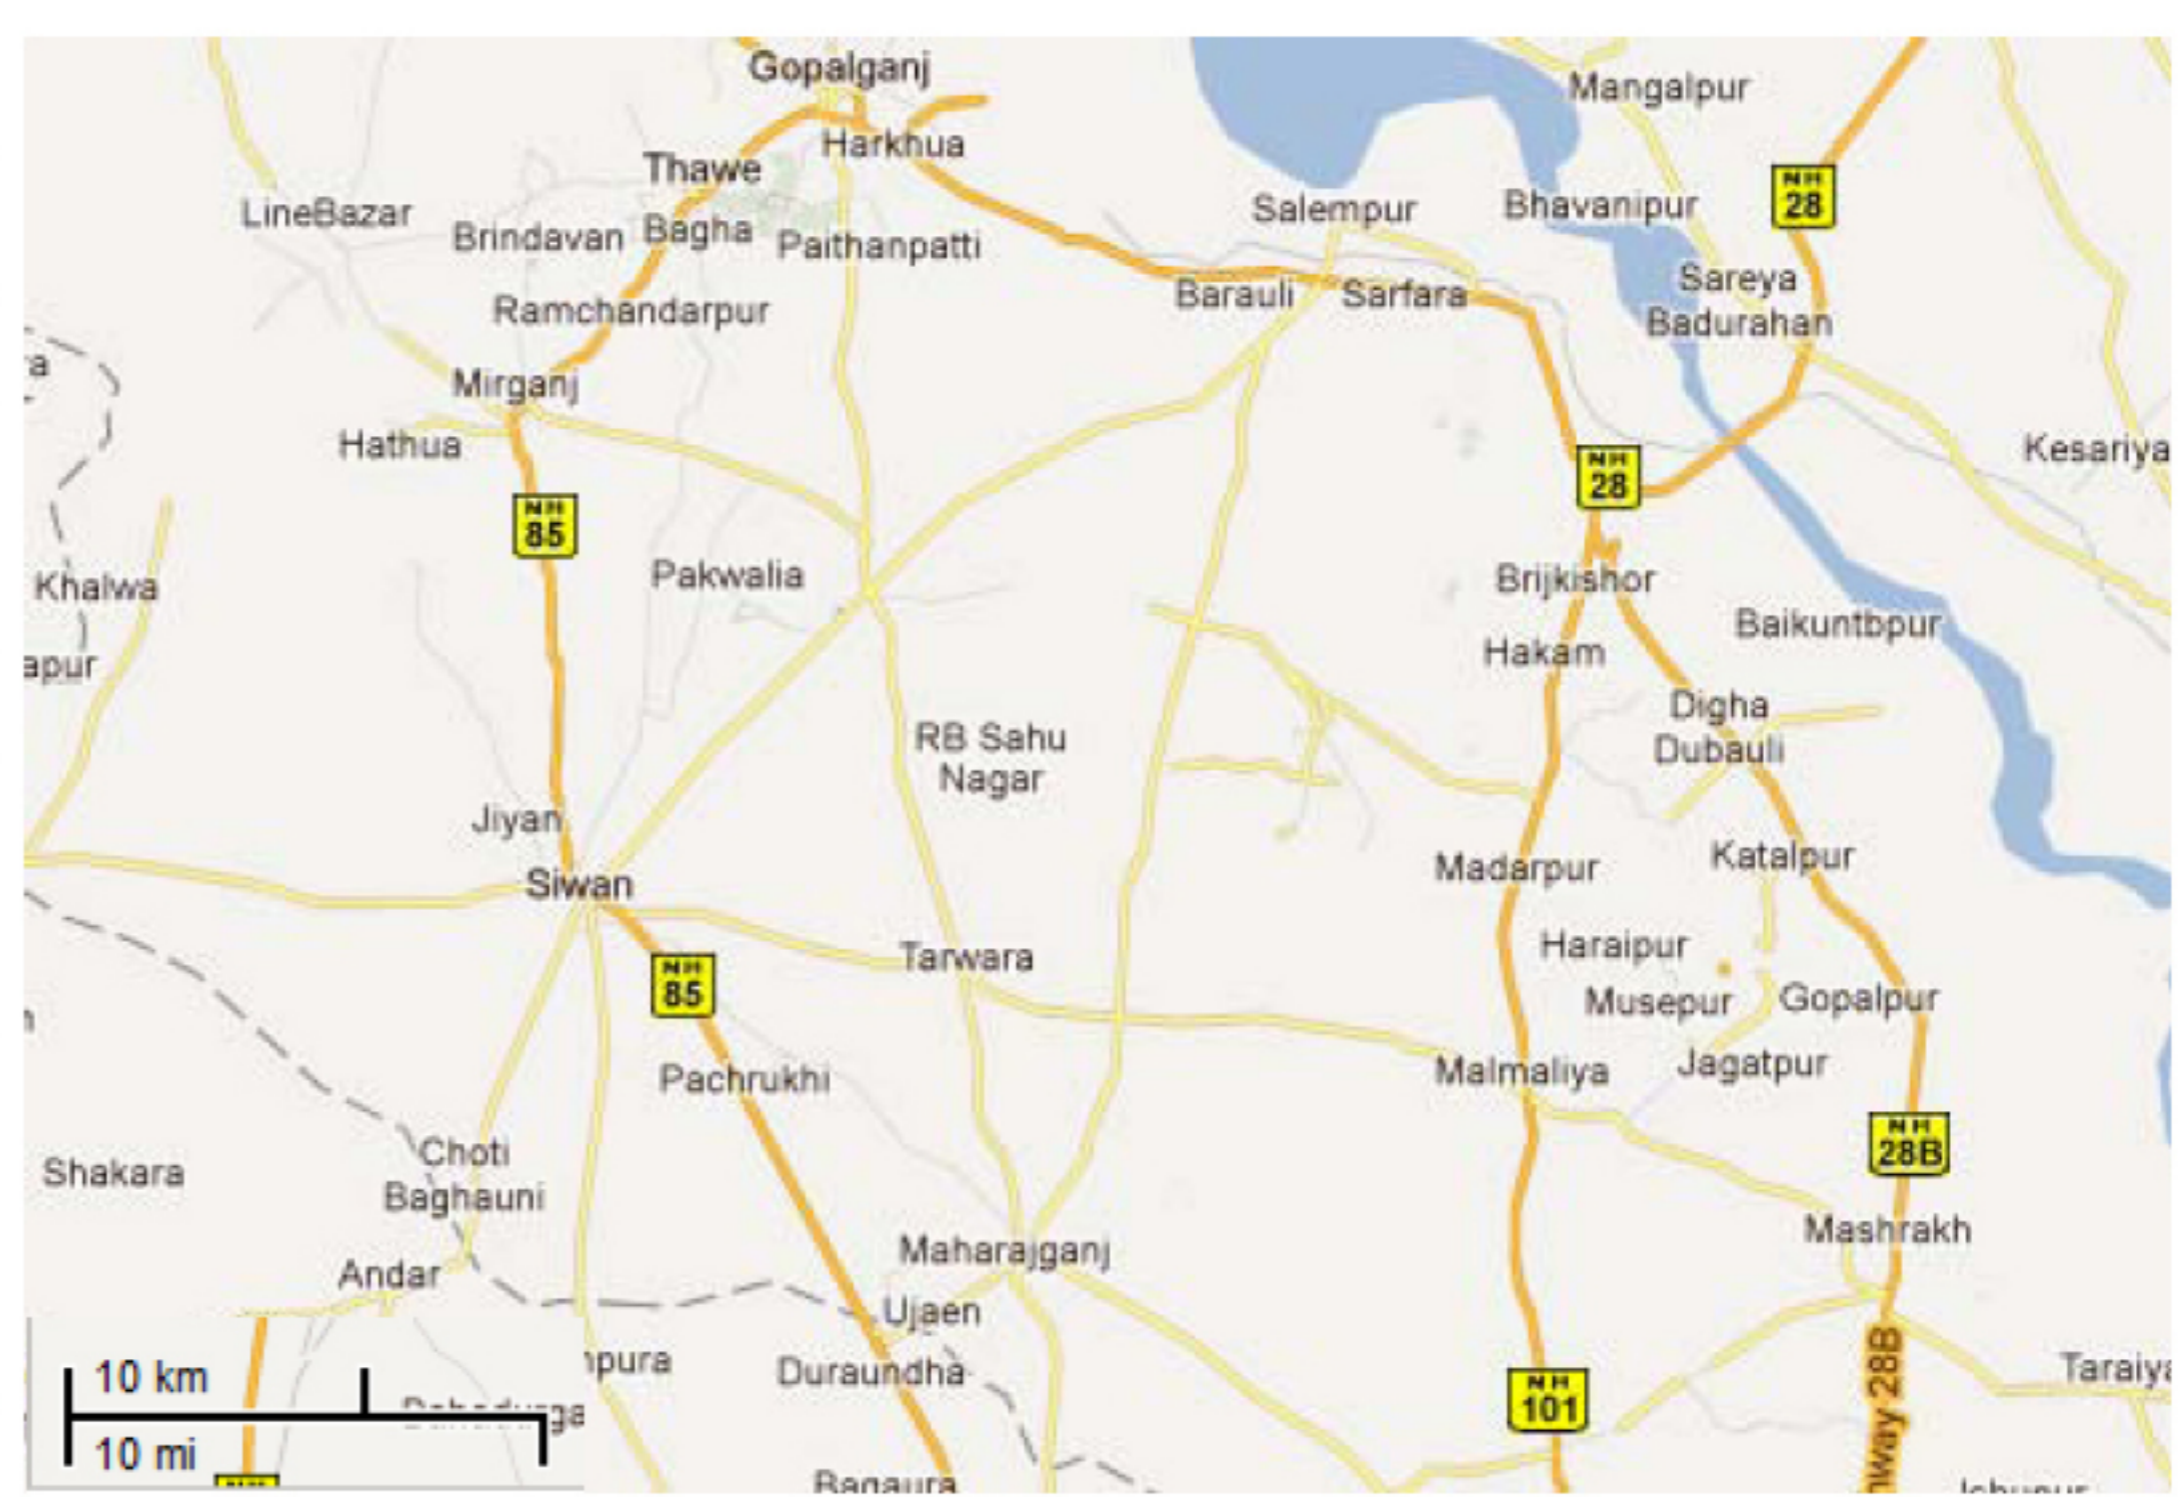 Gopalganj
Mangalpur
Harkhua
Thawe
NH
28
LineBazar
Salempur
Bhavanipur
Brindavan
Bagha
Paithanpatti
Sareya
Badurahan
Barauli
Sarfara
Ramchandarpur
Mirganj
Hathua
Kesariya
NH
28
NH
85
Khalwa
Pakwalia
Brijkishor
Baikuntbpur
apur
Hakam
Digha
Dubauli
RB Sahu
Nagar
Jiyan
Siwan
Madarpur
Katalpur
Tarwara
Haraipur
NH
85
Musepur
Gopalpur
Pachrukhi
Malmaliya
Jagatpur
NH
28B
Choti
Baghauni
Shakara
Mashrakh
Maharajganj
Andar
Ujaen
Duraundha
Taraiya
NH
101
hway 28B
10 km
10 mi
NH
Bagaura